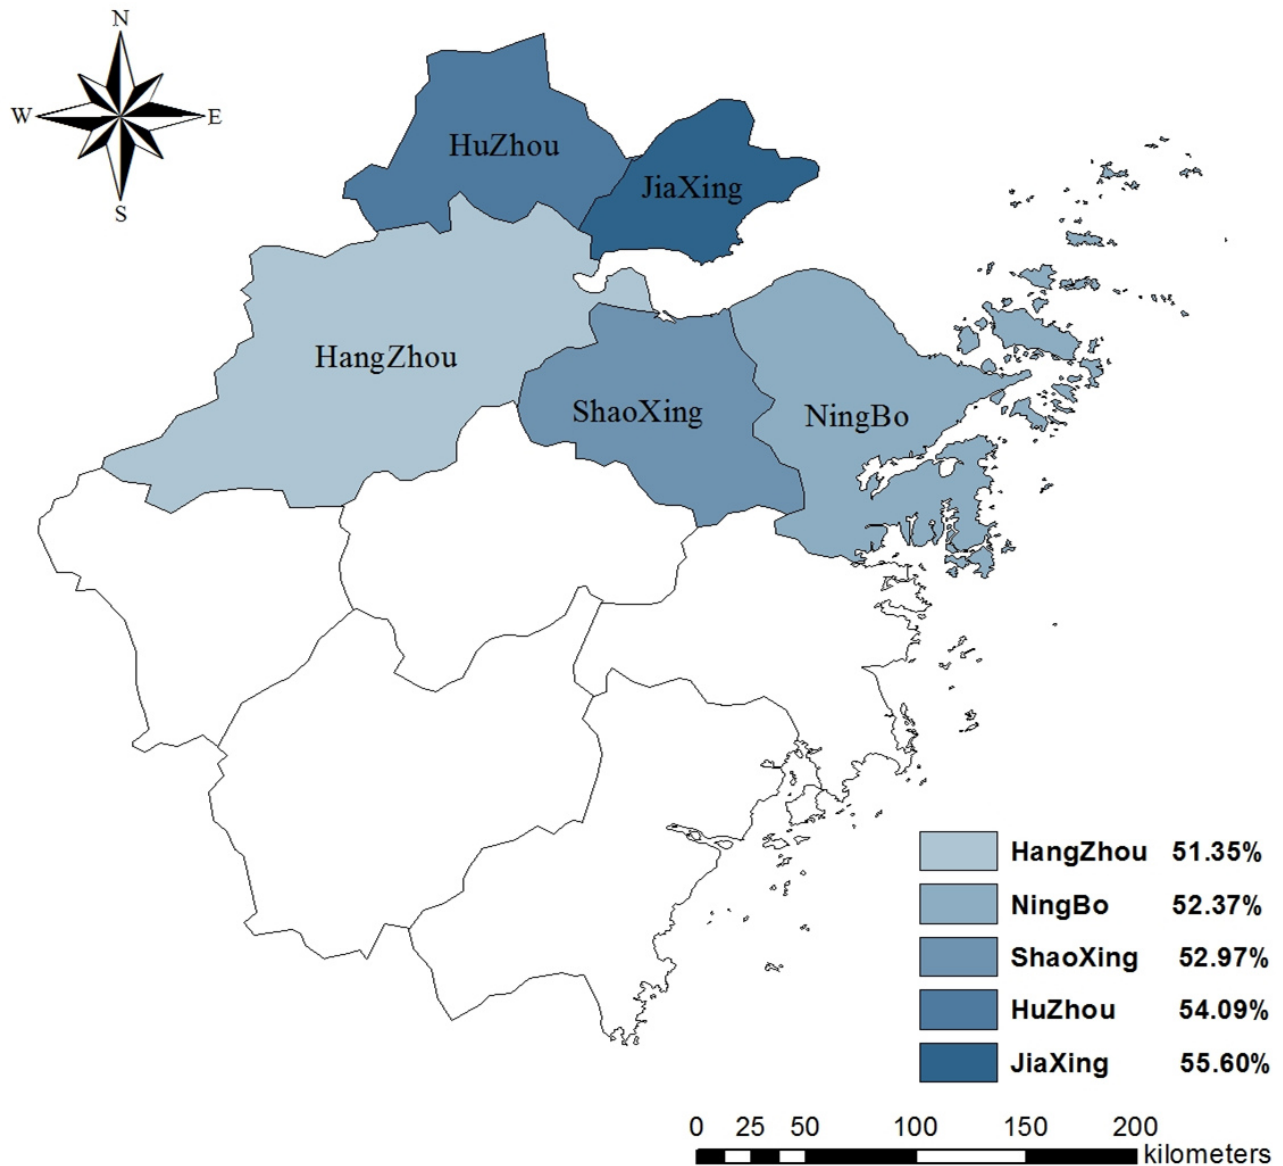 N
W E
S
HuZhou
JiaXing
HangZhou
ShaoXing
NingBo
HangZhou 51.35%
NingBo 52.37%
ShaoXing 52.97%
HuZhou 54.09%
JiaXing 55.60%
0 25 50 100 150 200
kilometers